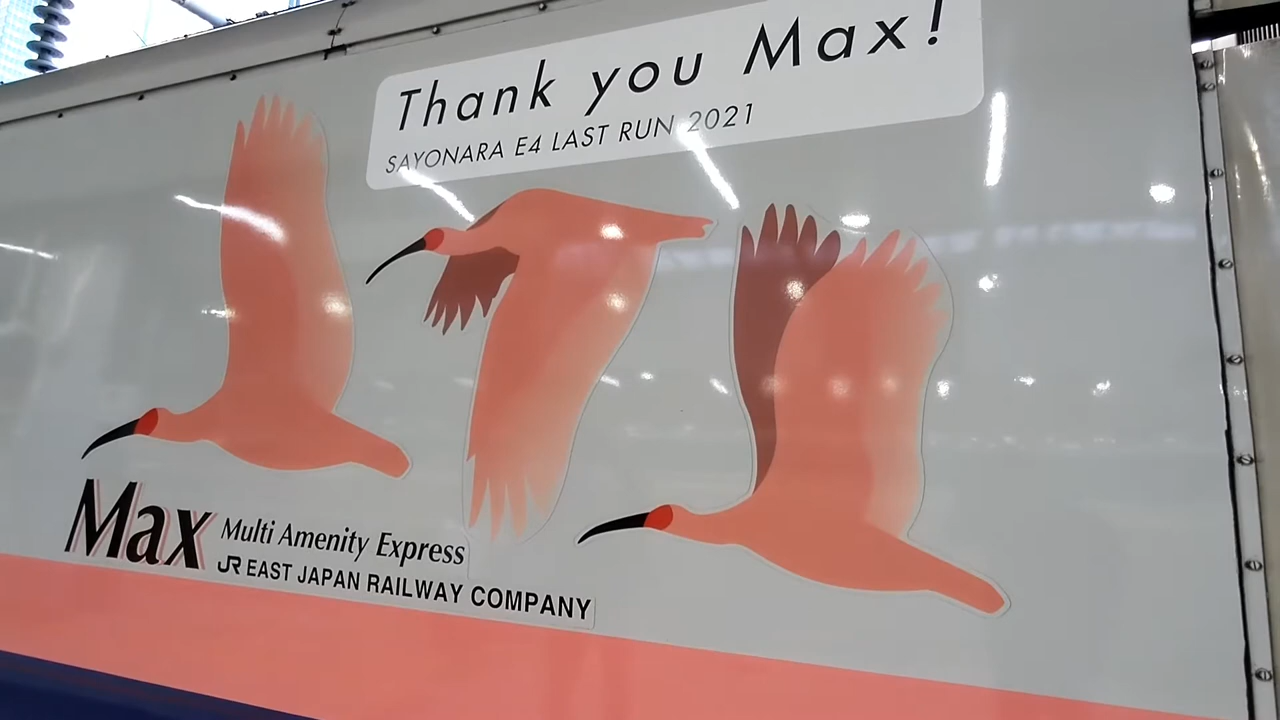 Thank you Max!
SAYONARA E4 LAST RUN 2021
Max Multi Amenity Express
JR EAST JAPAN RAILWAY COMPANY